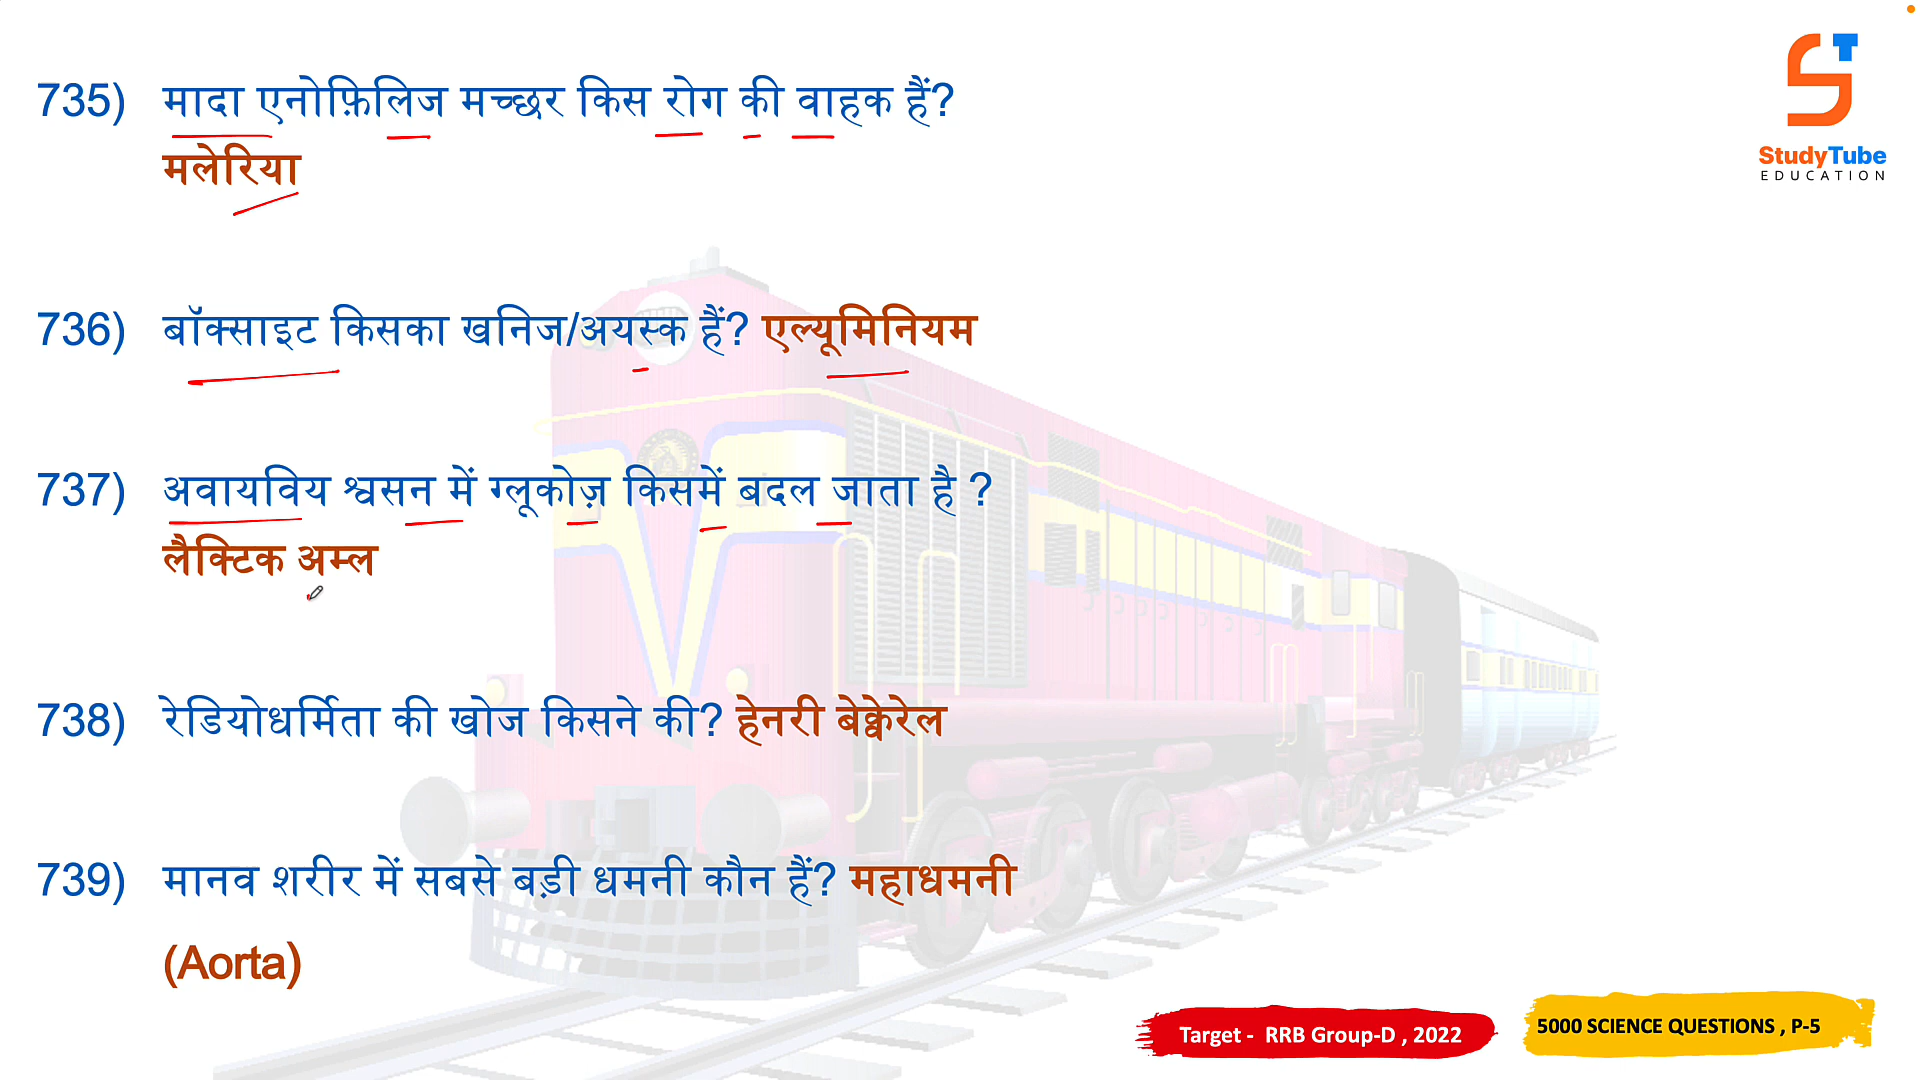 735) मादा एनोफ़िलिज मच्छर किस रोग की वाहक हैं?
मलेरिया
736) बॉक्साइट किसका खनिज/अयस्क हैं? एल्यूमिनियम
737) अवायविय श्वसन में ग्लूकोज़ किसमें बदल जाता है ?
लैक्टिक अम्ल
738) रेडियोधर्मिता की खोज किसने की? हेनरी बेक्वेरेल
739) मानव शरीर में सबसे बड़ी धमनी कौन हैं? महाधमनी
(Aorta)
StudyTube
EDUCATION
Target - RRB Group-D , 2022
5000 SCIENCE QUESTIONS , P-5